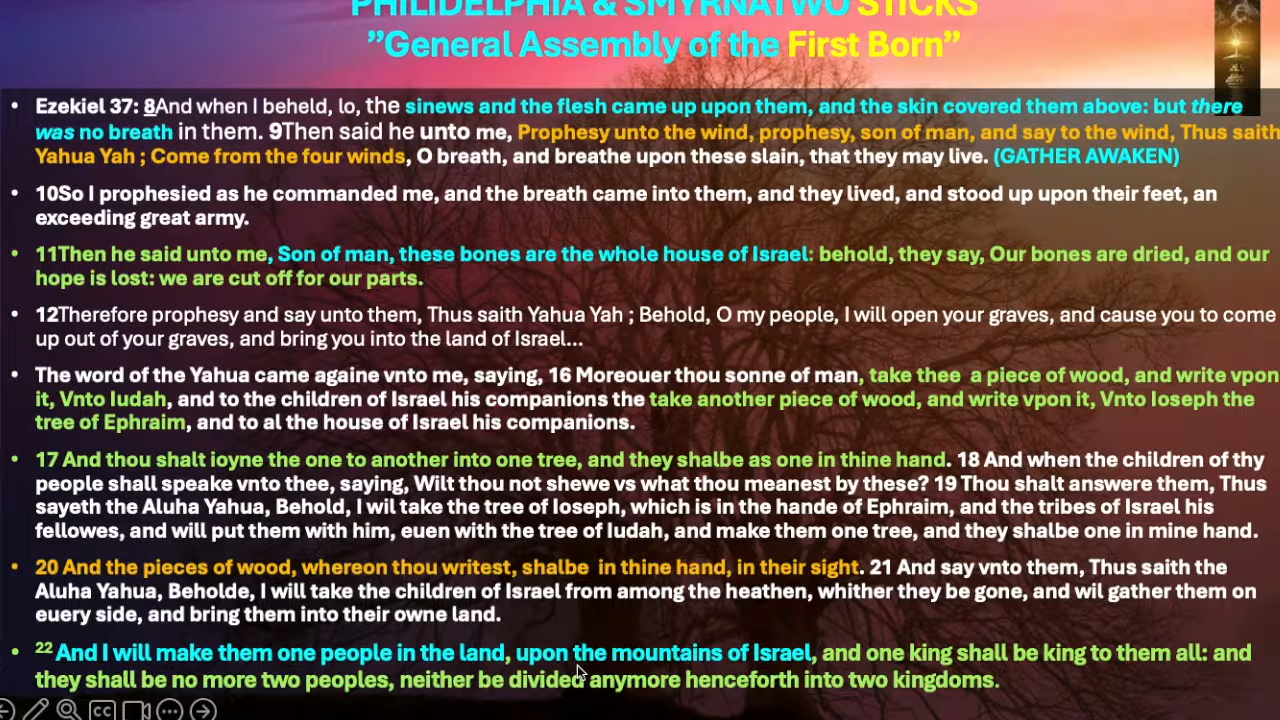 PHILIDELPHIA & SMYRNATWO STICKS
”General Assembly of the First Born”
• Ezekiel 37: 8And when I beheld, lo, the sinews and the flesh came up upon them, and the skin covered them above: but there
was no breath in them. 9Then said he unto me, Prophesy unto the wind, prophesy, son of man, and say to the wind, Thus saith
Yahua Yah ; Come from the four winds, O breath, and breathe upon these slain, that they may live. (GATHER AWAKEN)
• 10So I prophesied as he commanded me, and the breath came into them, and they lived, and stood up upon their feet, an
exceeding great army.
• 11Then he said unto me, Son of man, these bones are the whole house of Israel: behold, they say, Our bones are dried, and our
hope is lost: we are cut off for our parts.
• 12Therefore prophesy and say unto them, Thus saith Yahua Yah ; Behold, O my people, I will open your graves, and cause you to come
up out of your graves, and bring you into the land of Israel...
• The word of the Yahua came againe vnto me, saying, 16 Moreouer thou sonne of man, take thee a piece of wood, and write vpon
it, Vnto Iudah, and to the children of Israel his companions the take another piece of wood, and write vpon it, Vnto Ioseph the
tree of Ephraim, and to al the house of Israel his companions.
• 17 And thou shalt ioyne the one to another into one tree, and they shalbe as one in thine hand. 18 And when the children of thy
people shall speake vnto thee, saying, Wilt thou not shewe vs what thou meanest by these? 19 Thou shalt answere them, Thus
sayeth the Aluha Yahua, Behold, I wil take the tree of Ioseph, which is in the hande of Ephraim, and the tribes of Israel his
fellowes, and will put them with him, euen with the tree of Iudah, and make them one tree, and they shalbe one in mine hand.
• 20 And the pieces of wood, whereon thou writest, shalbe in thine hand, in their sight. 21 And say vnto them, Thus saith the
Aluha Yahua, Beholde, I will take the children of Israel from among the heathen, whither they be gone, and wil gather them on
euery side, and bring them into their owne land.
• 22 And I will make them one people in the land, upon the mountains of Israel, and one king shall be king to them all: and
they shall be no more two peoples, neither be divided anymore henceforth into two kingdoms.
CC